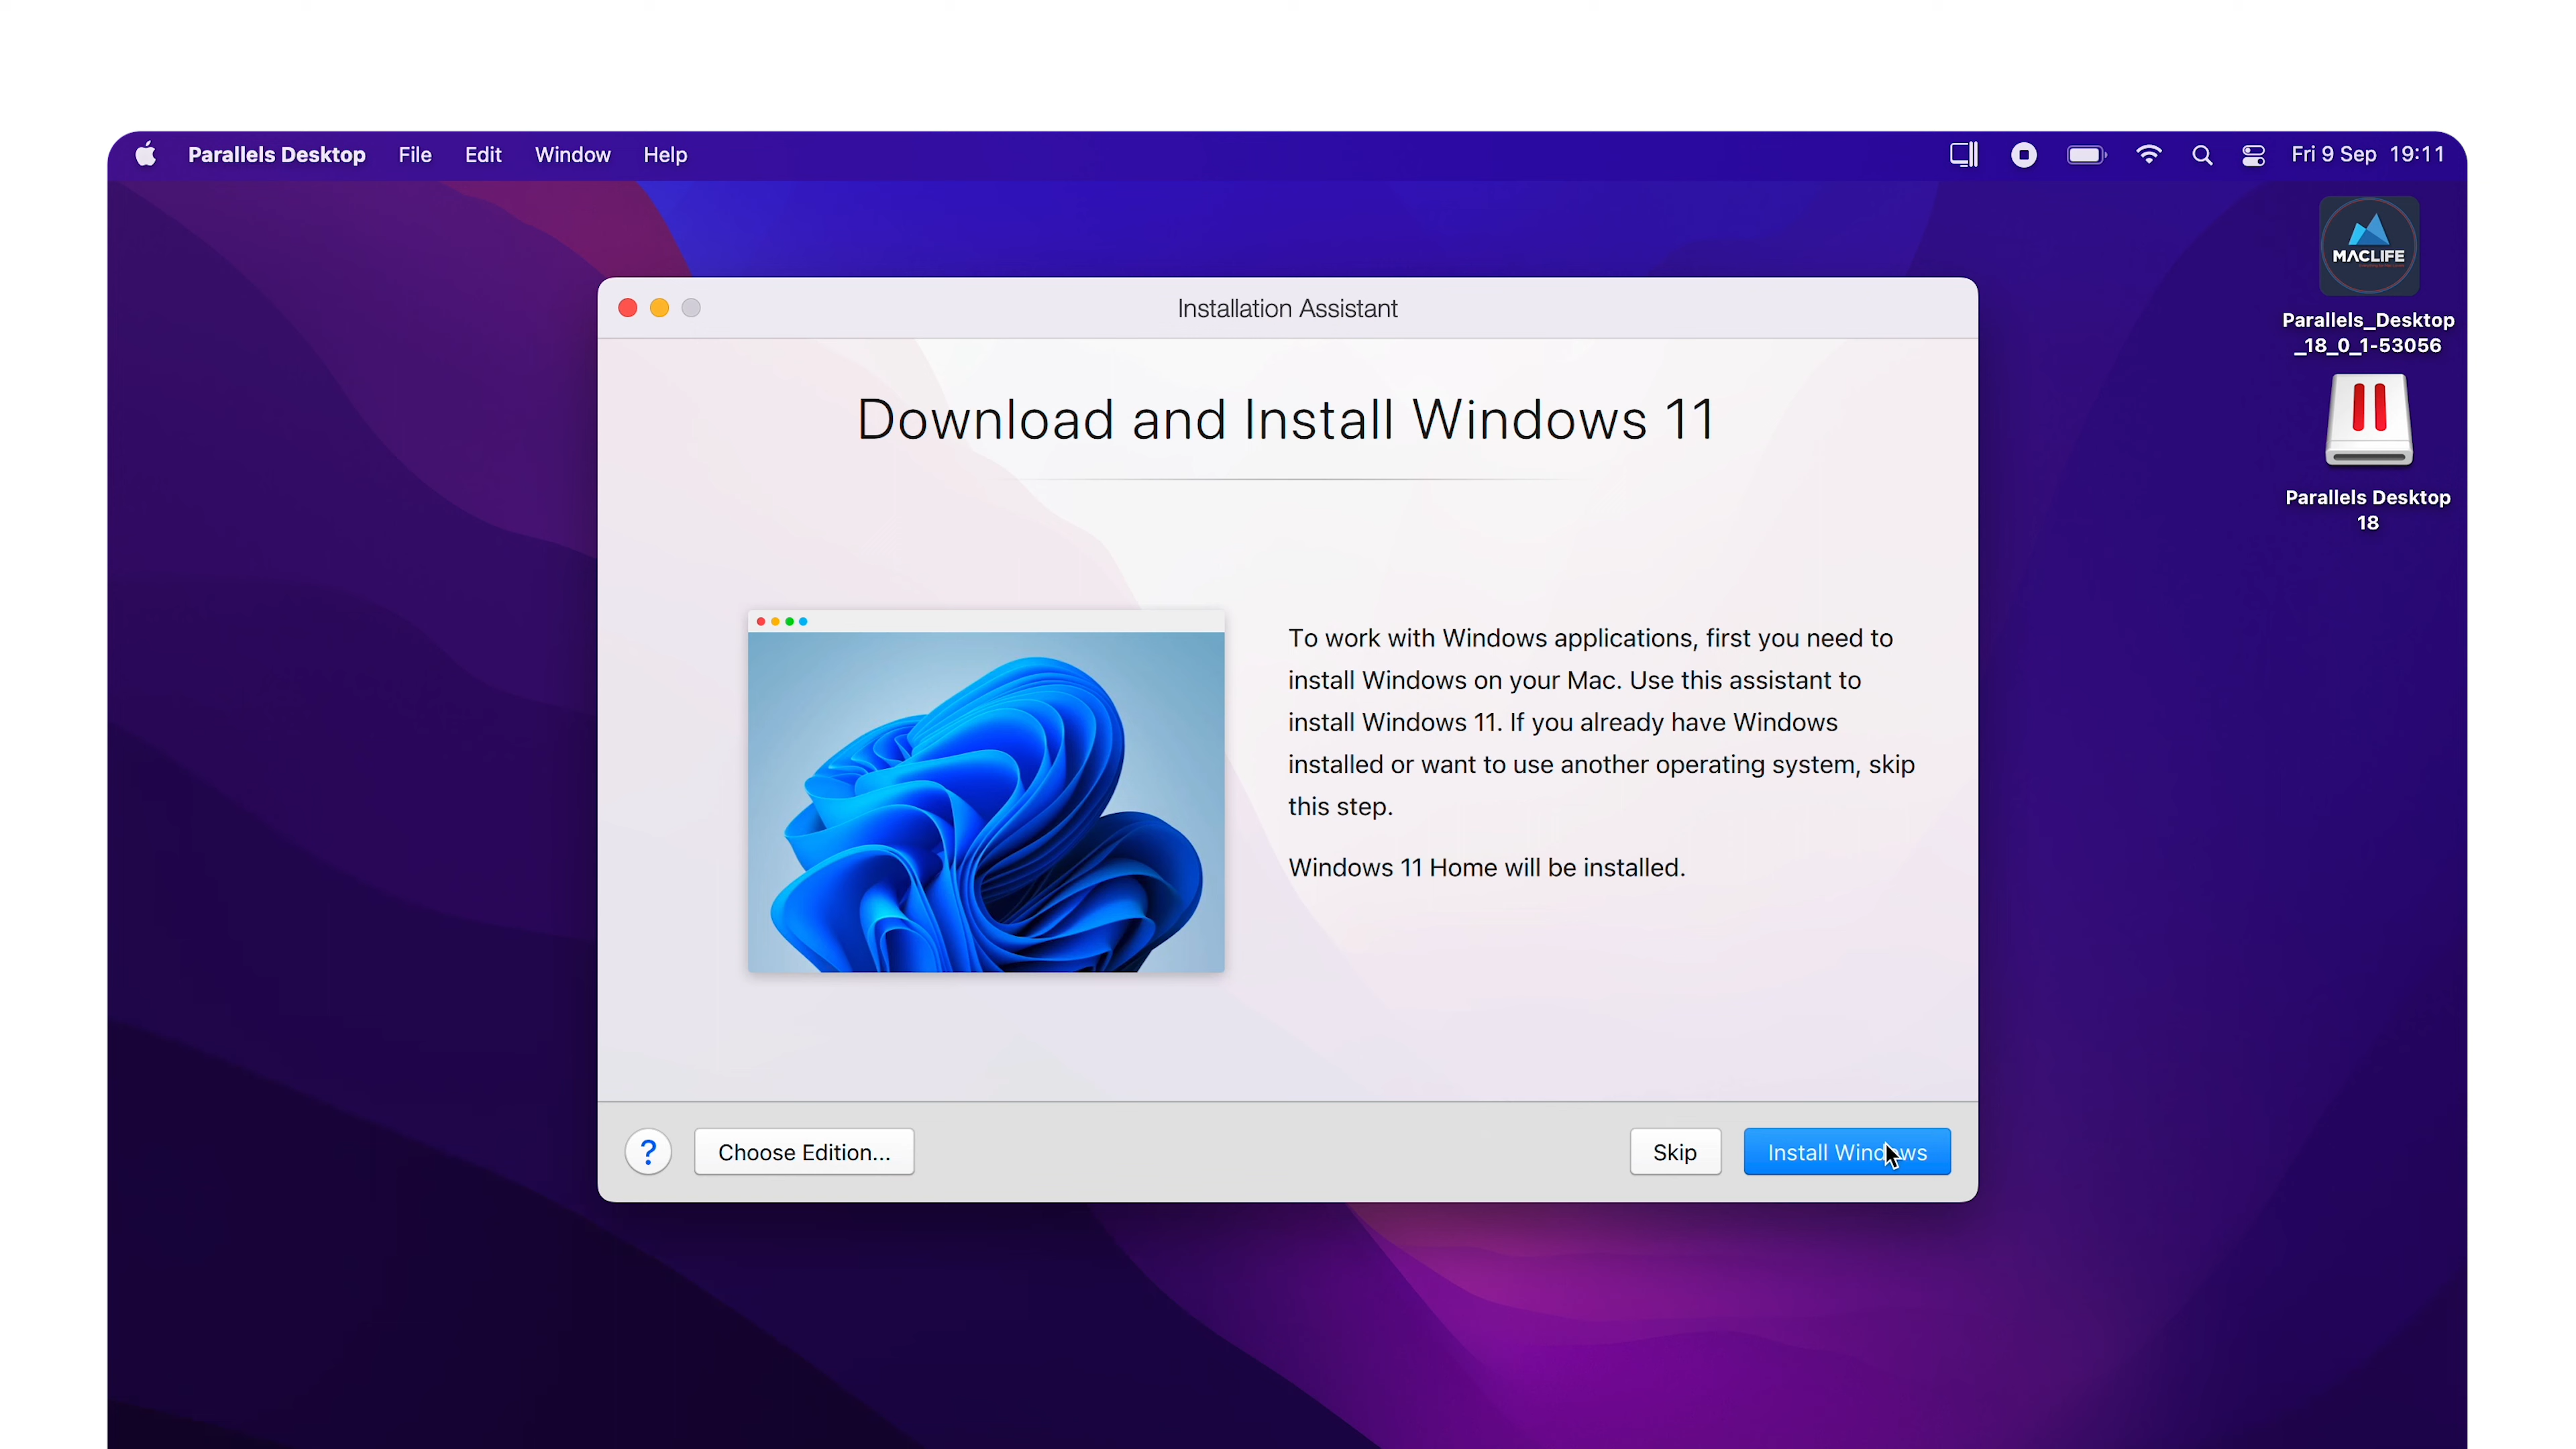 Parallels Desktop File Edit Window Help Fri 9 Sep 19:11
MACLIFE
Parallels_Desktop
_18_0_1-53056
Parallels Desktop
18
Installation Assistant
Download and Install Windows 11
To work with Windows applications, first you need to
install Windows on your Mac. Use this assistant to
install Windows 11. If you already have Windows
installed or want to use another operating system, skip
this step.
Windows 11 Home will be installed.
? Choose Edition... Skip Install Windows